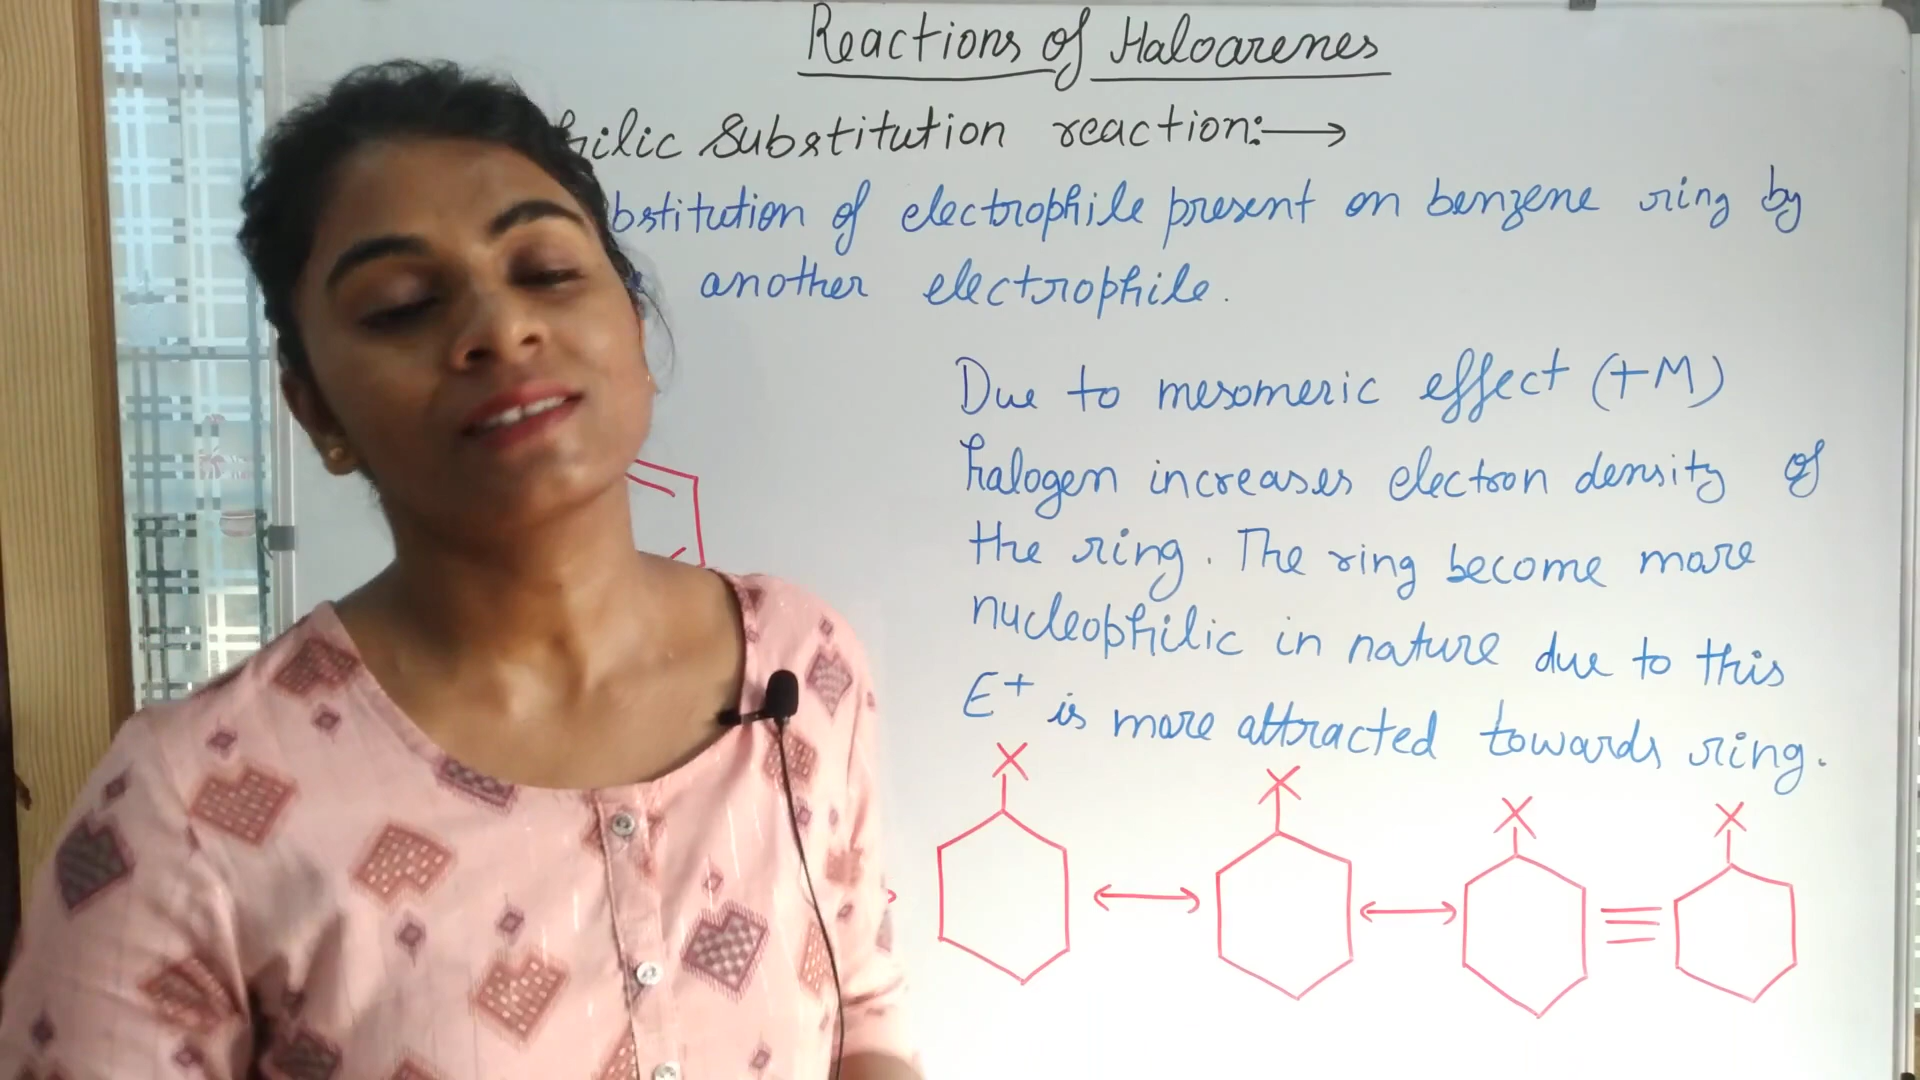 Reactions of Haloarenes
hilic Substitution reaction:→
bstitution of electrophile present on benzene ring by
another electrophile.
Due to mesomeric effect (+M)
halogen increases electron density of
the ring. The ring become more
nucleophilic in nature due to this
E+ is more attracted towards ring.
X X X X